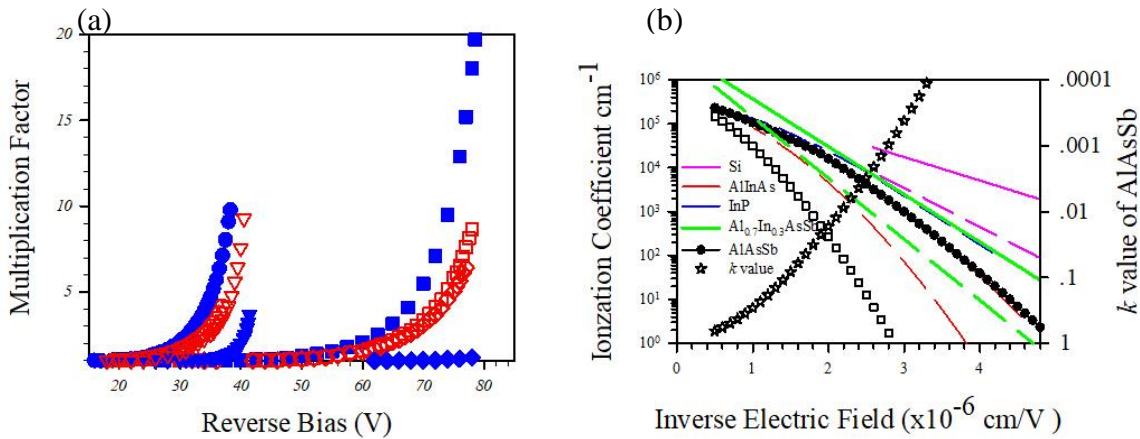 (a)
(b)
20
15
10
5
20 30 40 50 60 70 80
Multiplication Factor
Reverse Bias (V)
10⁶
10⁵
10⁴
10³
10²
10¹
10⁰
0 1 2 3 4
Ionzation Coefficient cm⁻¹
Inverse Electric Field (x10⁻⁶ cm/V )
Si
AlInAs
InP
Al₀.₇In₀.₃AsSb
AlAsSb
k value
.0001
.001
.01
.1
1
k value of AlAsSb